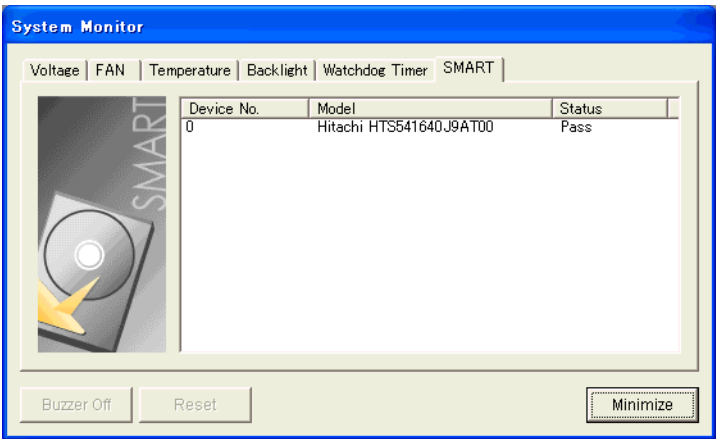 System Monitor
Voltage FAN Temperature Backlight Watchdog Timer SMART
SMART
Device No. Model Status
0 Hitachi HTS541640J9AT00 Pass
Buzzer Off Reset Minimize